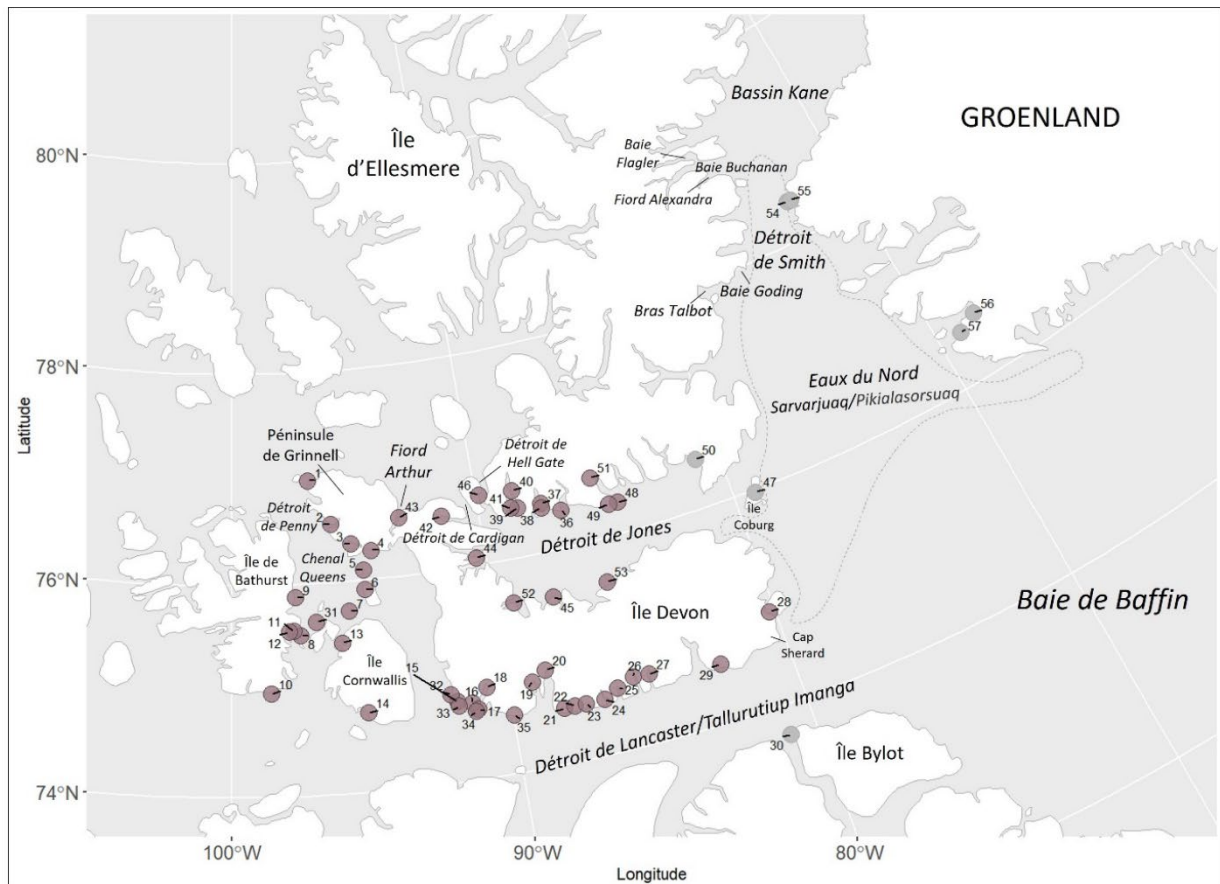 Bassin Kane
GROENLAND
Île
d'Ellesmere
Baie
Flagler
Baie Buchanan
Fiord Alexandra
80°N
55
54
Détroit
de Smith
Baie Goding
Bras Talbot
56
57
78°N
Eaux du Nord
Sarvarjuaq/Pikialasorsuaq
Latitude
Péninsule
de Grinnell
Fiord
Arthur
Détroit de
Hell Gate
50
51
1
46
40
47
Île
Coburg
41
37
48
43
39
38
36
49
42
Détroit
de Penny
2
Détroit de Cardigan
Détroit de Jones
3
4
44
Île de
Bathurst
Chenal
Queens
5
76°N
6
53
9
7
52
45
Île Devon
28
Baie de Baffin
31
11
12
8
13
Cap
Sherard
Île
Cornwallis
15
20
26
27
29
18
19
32
16
25
10
14
33
17
22
24
34
35
21
23
Détroit de Lancaster/Tallurutiup Imanga
30
Île Bylot
74°N
100°W
90°W
80°W
Longitude